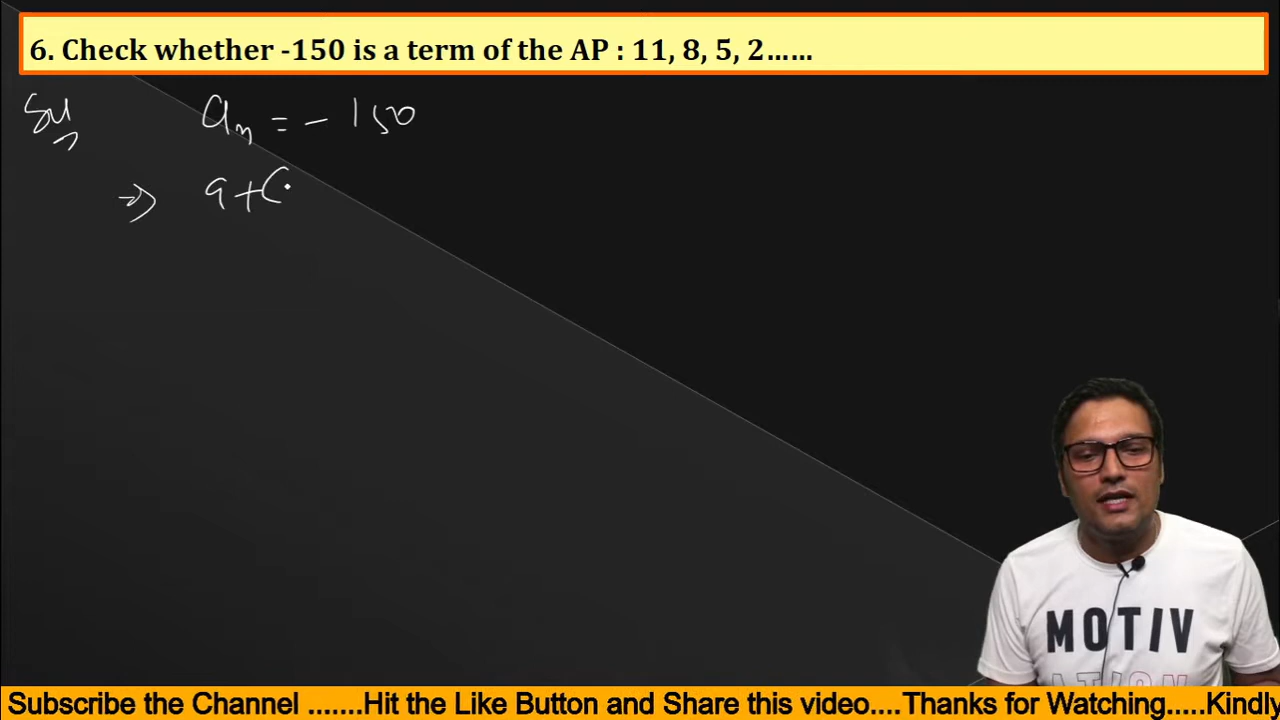 6. Check whether -150 is a term of the AP : 11, 8, 5, 2......
Sol
aₙ = - 150
⇒ a + (
MOTIV
ATION
Subscribe the Channel .......Hit the Like Button and Share this video....Thanks for Watching.....Kindly